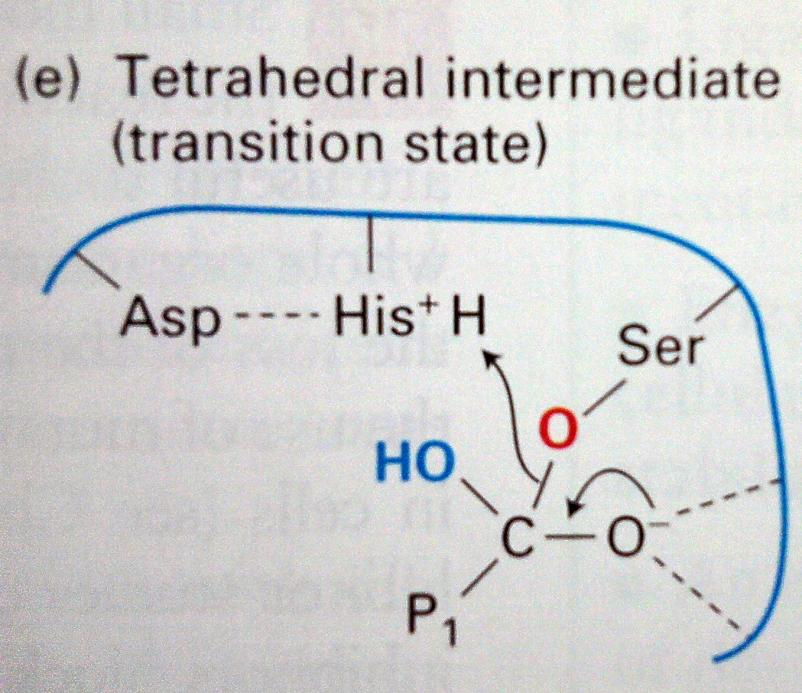 (e) Tetrahedral intermediate
(transition state)
Asp ---- His⁺ H
Ser
O
HO
C — O⁻
P₁